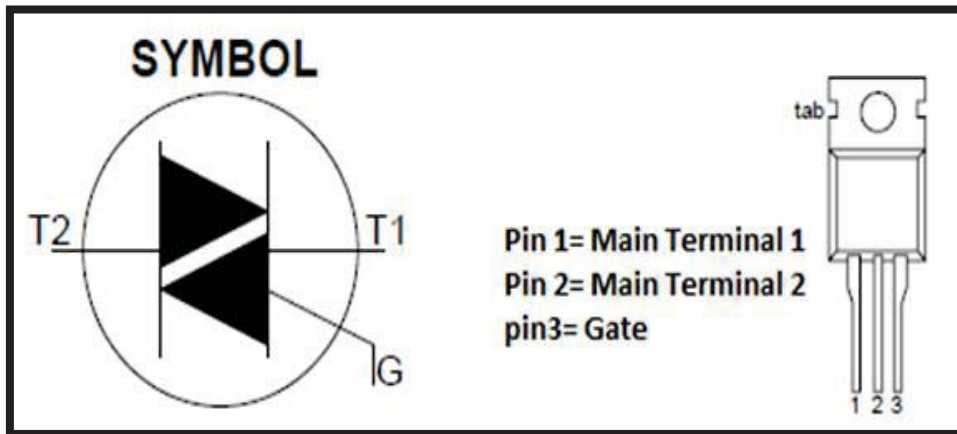 SYMBOL
T2
T1
G
tab
Pin 1= Main Terminal 1
Pin 2= Main Terminal 2
pin3= Gate
1 2 3